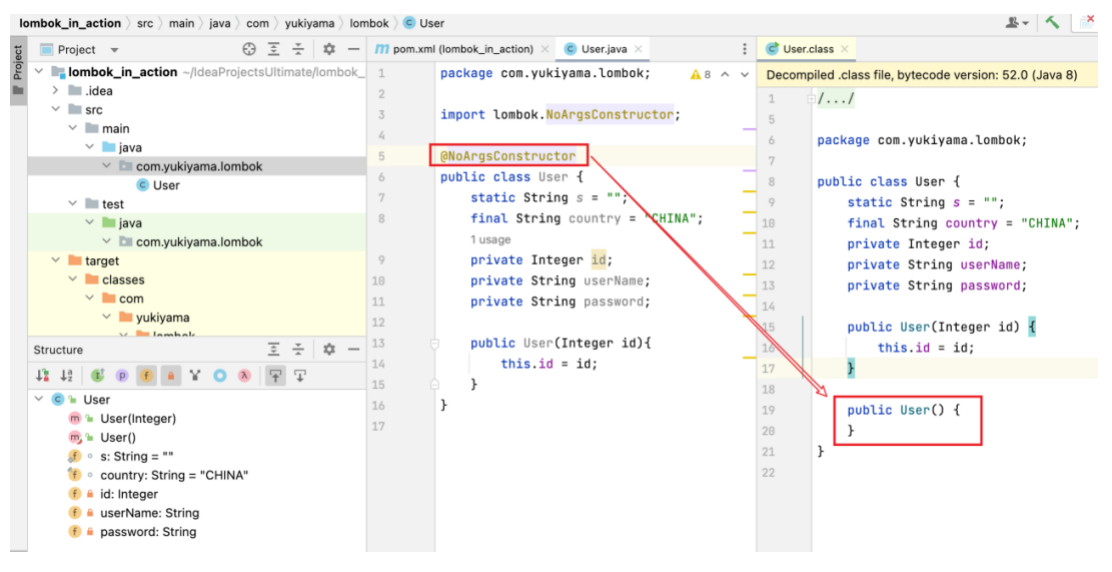 lombok_in_action > src > main > java > com > yukiyama > lombok > User
Project
Project
lombok_in_action ~/IdeaProjectsUltimate/lombok_
.idea
src
main
java
com.yukiyama.lombok
User
test
java
com.yukiyama.lombok
target
classes
com
yukiyama
lombok
Structure
User
User(Integer)
User()
s: String = ""
country: String = "CHINA"
id: Integer
userName: String
password: String
pom.xml (lombok_in_action)
User.java
8
1 package com.yukiyama.lombok;
2
3 import lombok.NoArgsConstructor;
4
5 @NoArgsConstructor
6 public class User {
7 static String s = "";
8 final String country = "CHINA";
1 usage
9 private Integer id;
10 private String userName;
11 private String password;
12
13 public User(Integer id){
14 this.id = id;
15 }
16 }
17
User.class
Decompiled .class file, bytecode version: 52.0 (Java 8)
1 /.../
5
6 package com.yukiyama.lombok;
7
8 public class User {
9 static String s = "";
10 final String country = "CHINA";
11 private Integer id;
12 private String userName;
13 private String password;
14
15 public User(Integer id) {
16 this.id = id;
17 }
18
19 public User() {
20 }
21 }
22